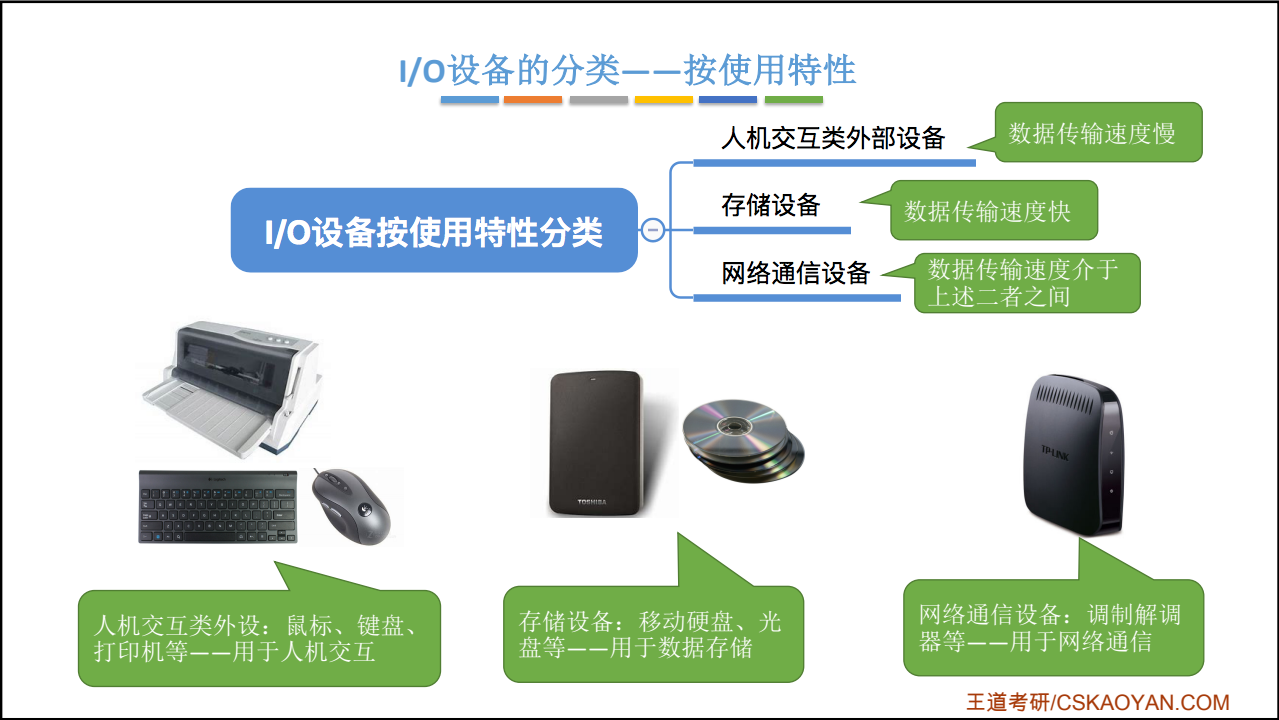 I/O设备的分类——按使用特性
人机交互类外部设备
数据传输速度慢
I/O设备按使用特性分类
存储设备
数据传输速度快
网络通信设备
数据传输速度介于
上述二者之间
TOSHIBA
TP-LINK
人机交互类外设：鼠标、键盘、
打印机等——用于人机交互
存储设备：移动硬盘、光
盘等——用于数据存储
网络通信设备：调制解调
器等——用于网络通信
王道考研/CSKAOYAN.COM